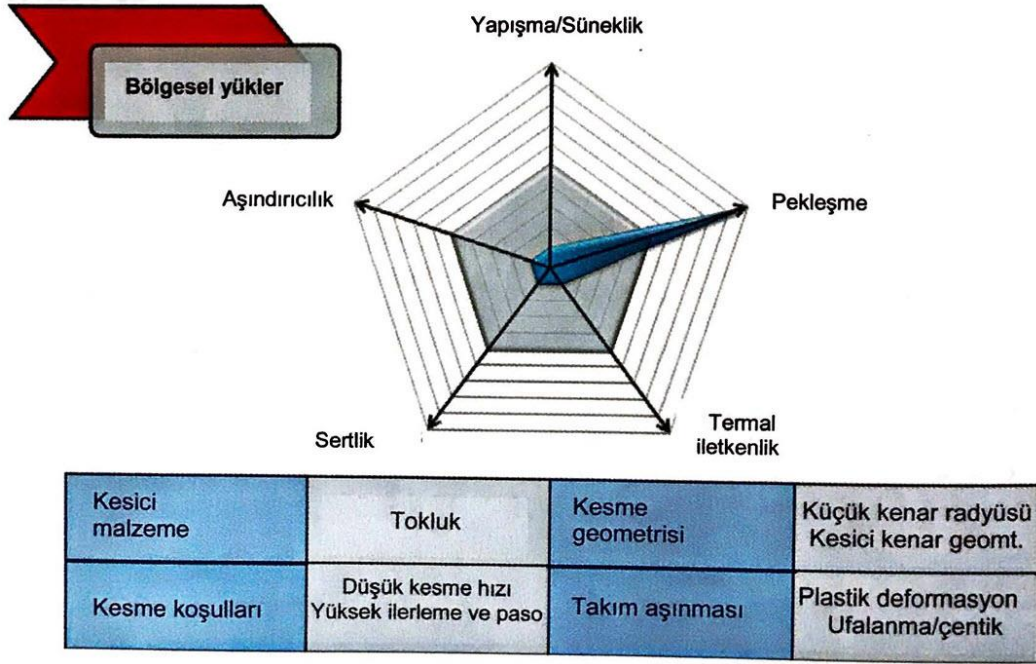 Yapışma/Süneklik
Bölgesel yükler
Aşındırıcılık
Pekleşme
Sertlik
Termal
iletkenlik
Kesici
malzeme
Tokluk
Kesme
geometrisi
Küçük kenar radyüsü
Kesici kenar geomt.
Kesme koşulları
Düşük kesme hızı
Yüksek ilerleme ve paso
Takım aşınması
Plastik deformasyon
Ufalanma/çentik